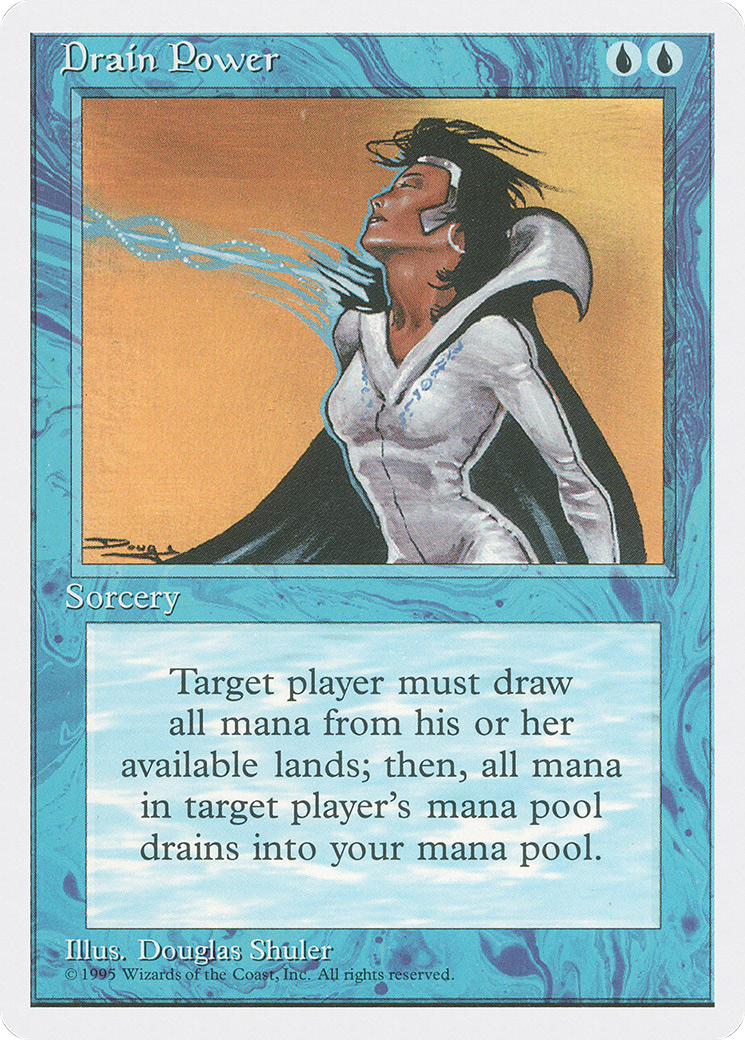 Drain Power
Doug
Sorcery
Target player must draw
all mana from his or her
available lands; then, all mana
in target player's mana pool
drains into your mana pool.
Illus. Douglas Shuler
© 1995 Wizards of the Coast, Inc. All rights reserved.